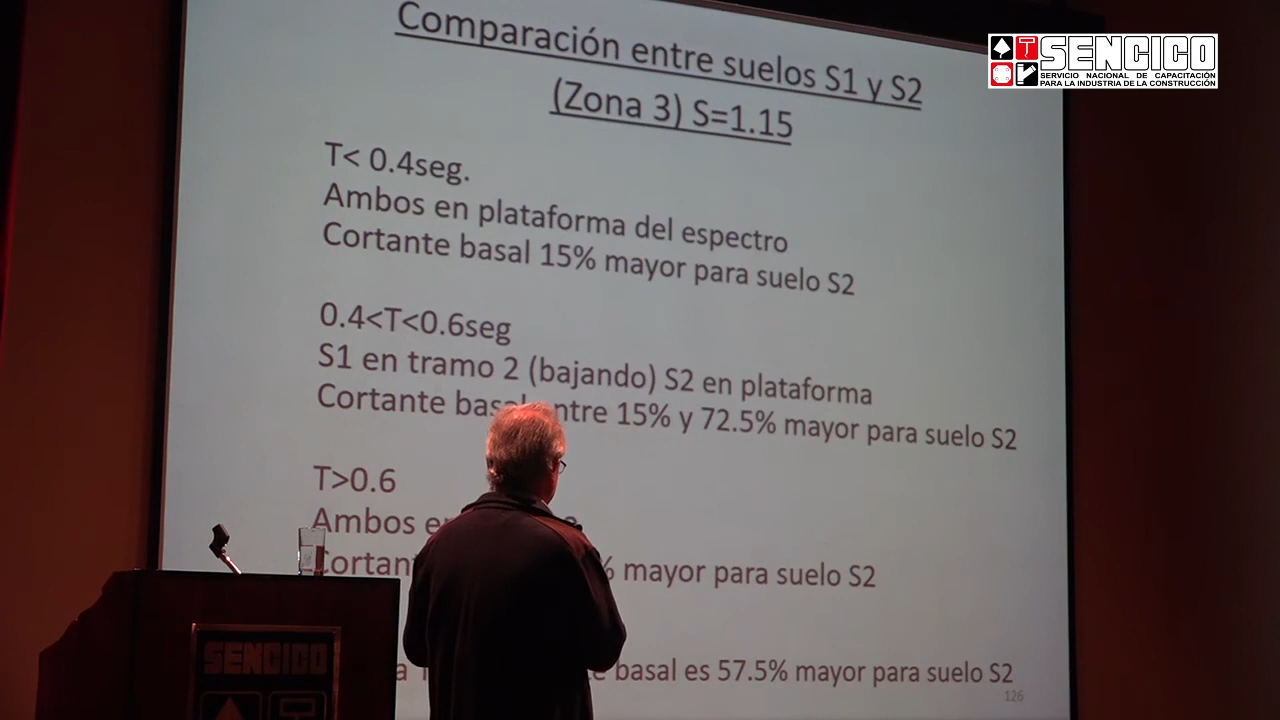 Comparación entre suelos S1 y S2
(Zona 3) S=1.15
SENCICO
SERVICIO NACIONAL DE CAPACITACIÓN
PARA LA INDUSTRIA DE LA CONSTRUCCIÓN
T< 0.4seg.
Ambos en plataforma del espectro
Cortante basal 15% mayor para suelo S2
0.4<T<0.6seg
S1 en tramo 2 (bajando) S2 en plataforma
Cortante basal entre 15% y 72.5% mayor para suelo S2
T>0.6
Ambos
% mayor para suelo S2
basal es 57.5% mayor para suelo S2
126
SENCICO